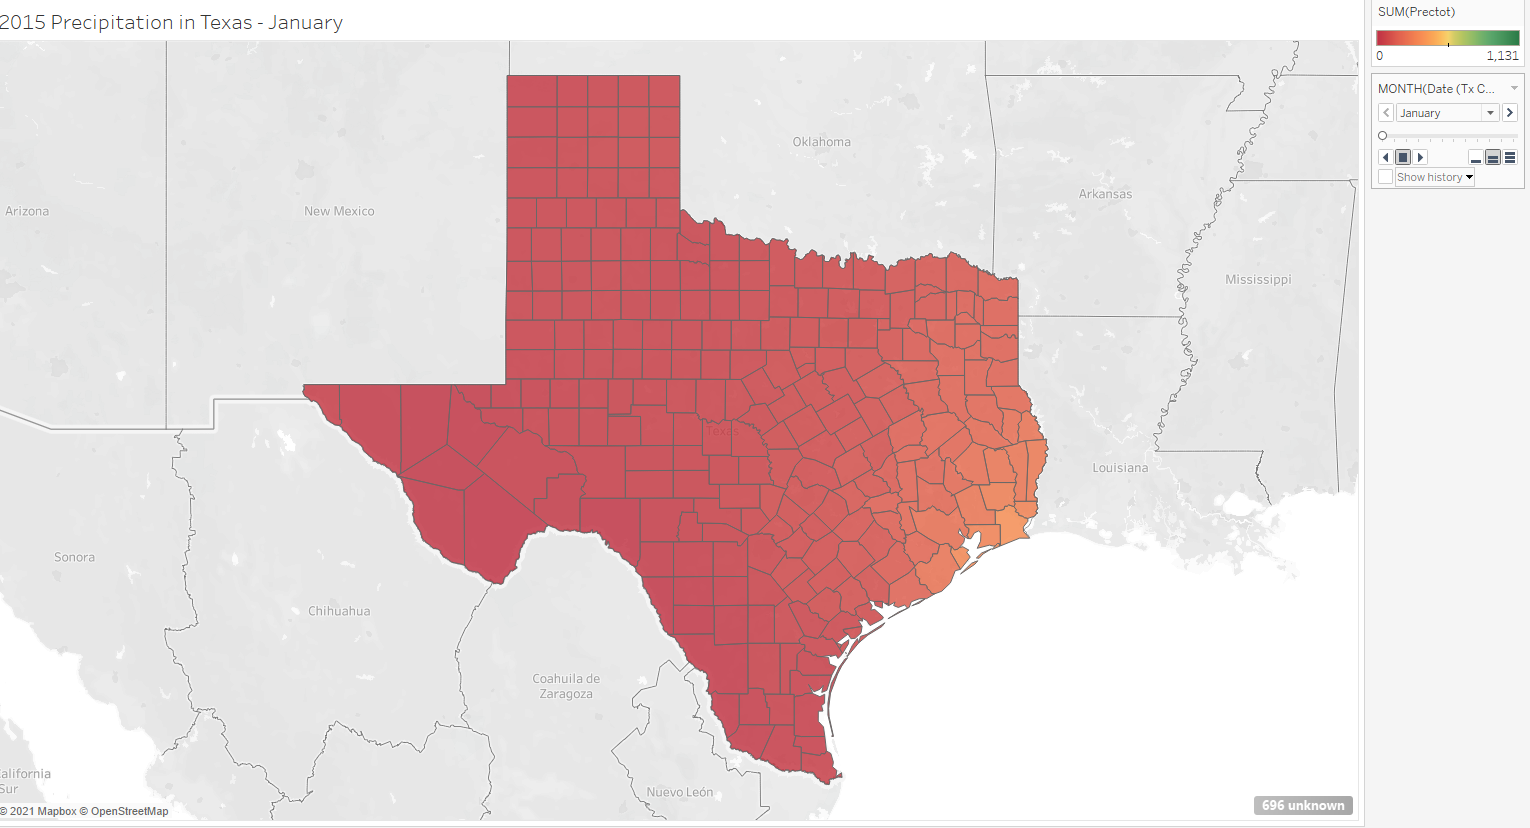 2015 Precipitation in Texas - January
SUM(Prectot)
0 1,131
MONTH(Date (Tx C...
January
Show history
Oklahoma
Arkansas
Arizona
New Mexico
Mississippi
Texas
Louisiana
Sonora
Chihuahua
Coahuila de
Zaragoza
alifornia
Sur
Nuevo León
696 unknown
© 2021 Mapbox © OpenStreetMap